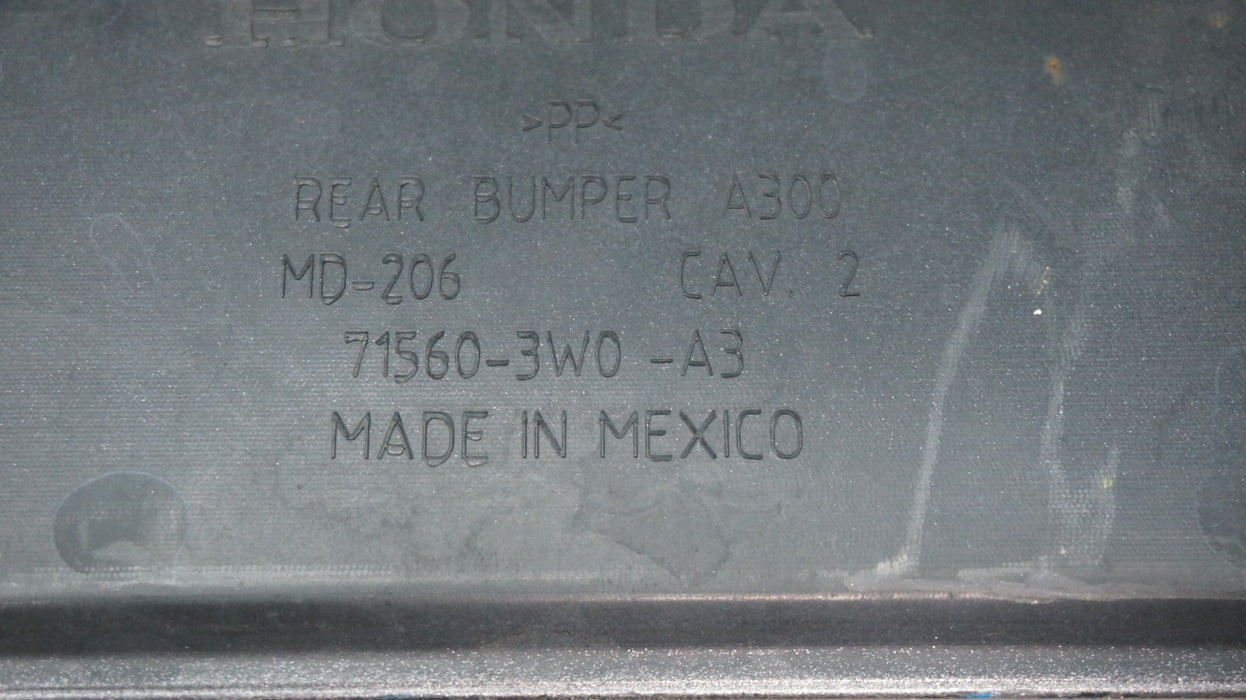 HONDA
>PP<
REAR BUMPER A300
MD-206 CAV. 2
71560-3W0 -A3
MADE IN MEXICO